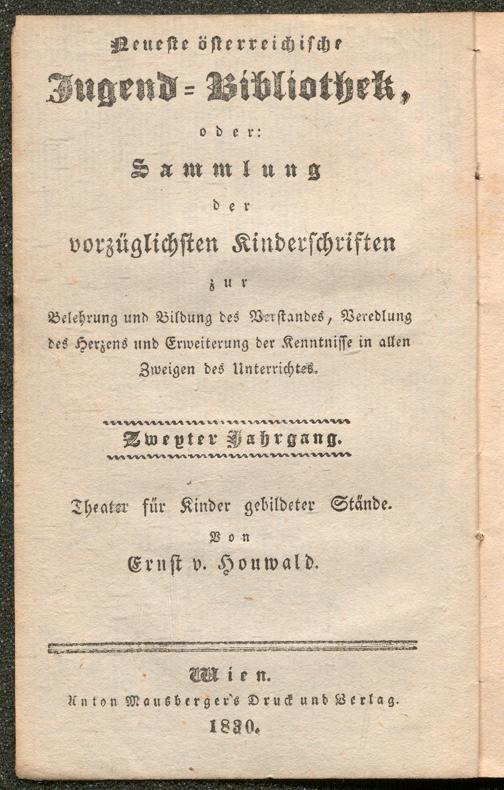 Neueste österreichische
Jugend=Bibliothek,
oder:
Sammlung
der
vorzüglichsten Kinderschriften
zur
Belehrung und Bildung des Verstandes, Veredlung
des Herzens und Erweiterung der Kenntnisse in allen
Zweigen des Unterrichtes.
Zweyter Jahrgang.
Theater für Kinder gebildeter Stände.
Von
Ernst v. Houwald.
Wien.
Anton Mausberger's Druck und Verlag.
1830.